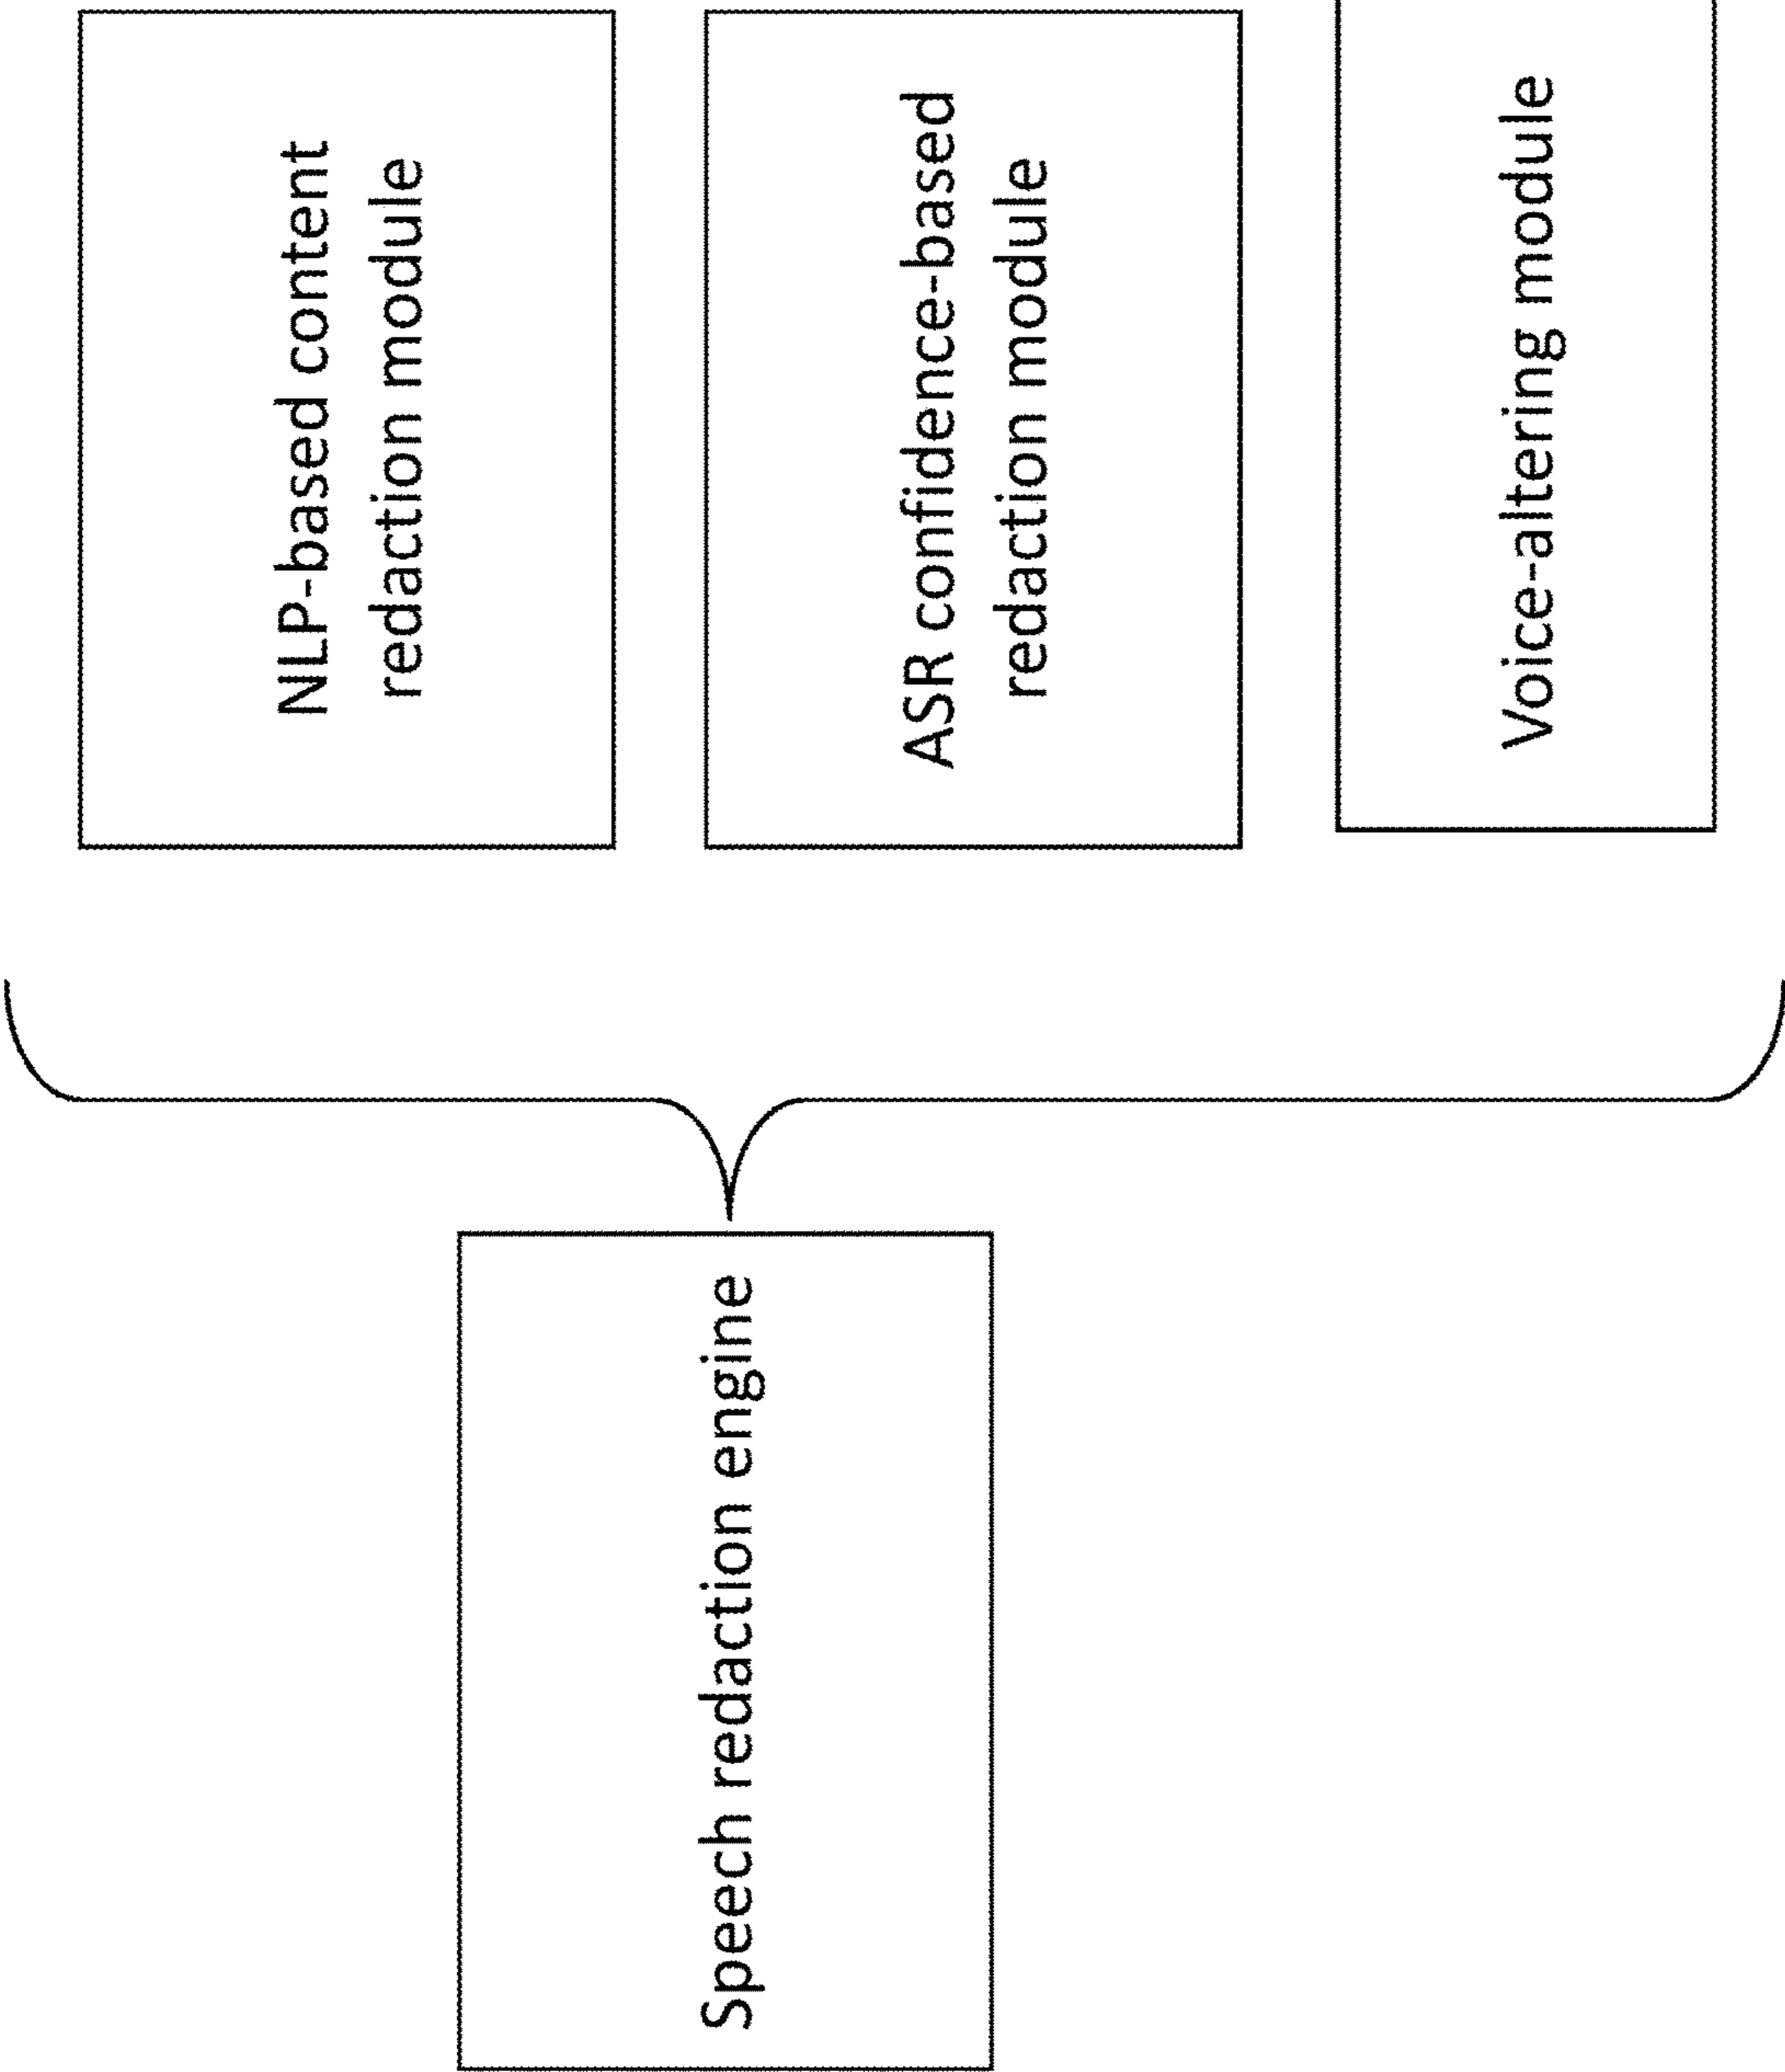 Speech redaction engine
NLP-based content
redaction module
ASR confidence-based
redaction module
Voice-altering module